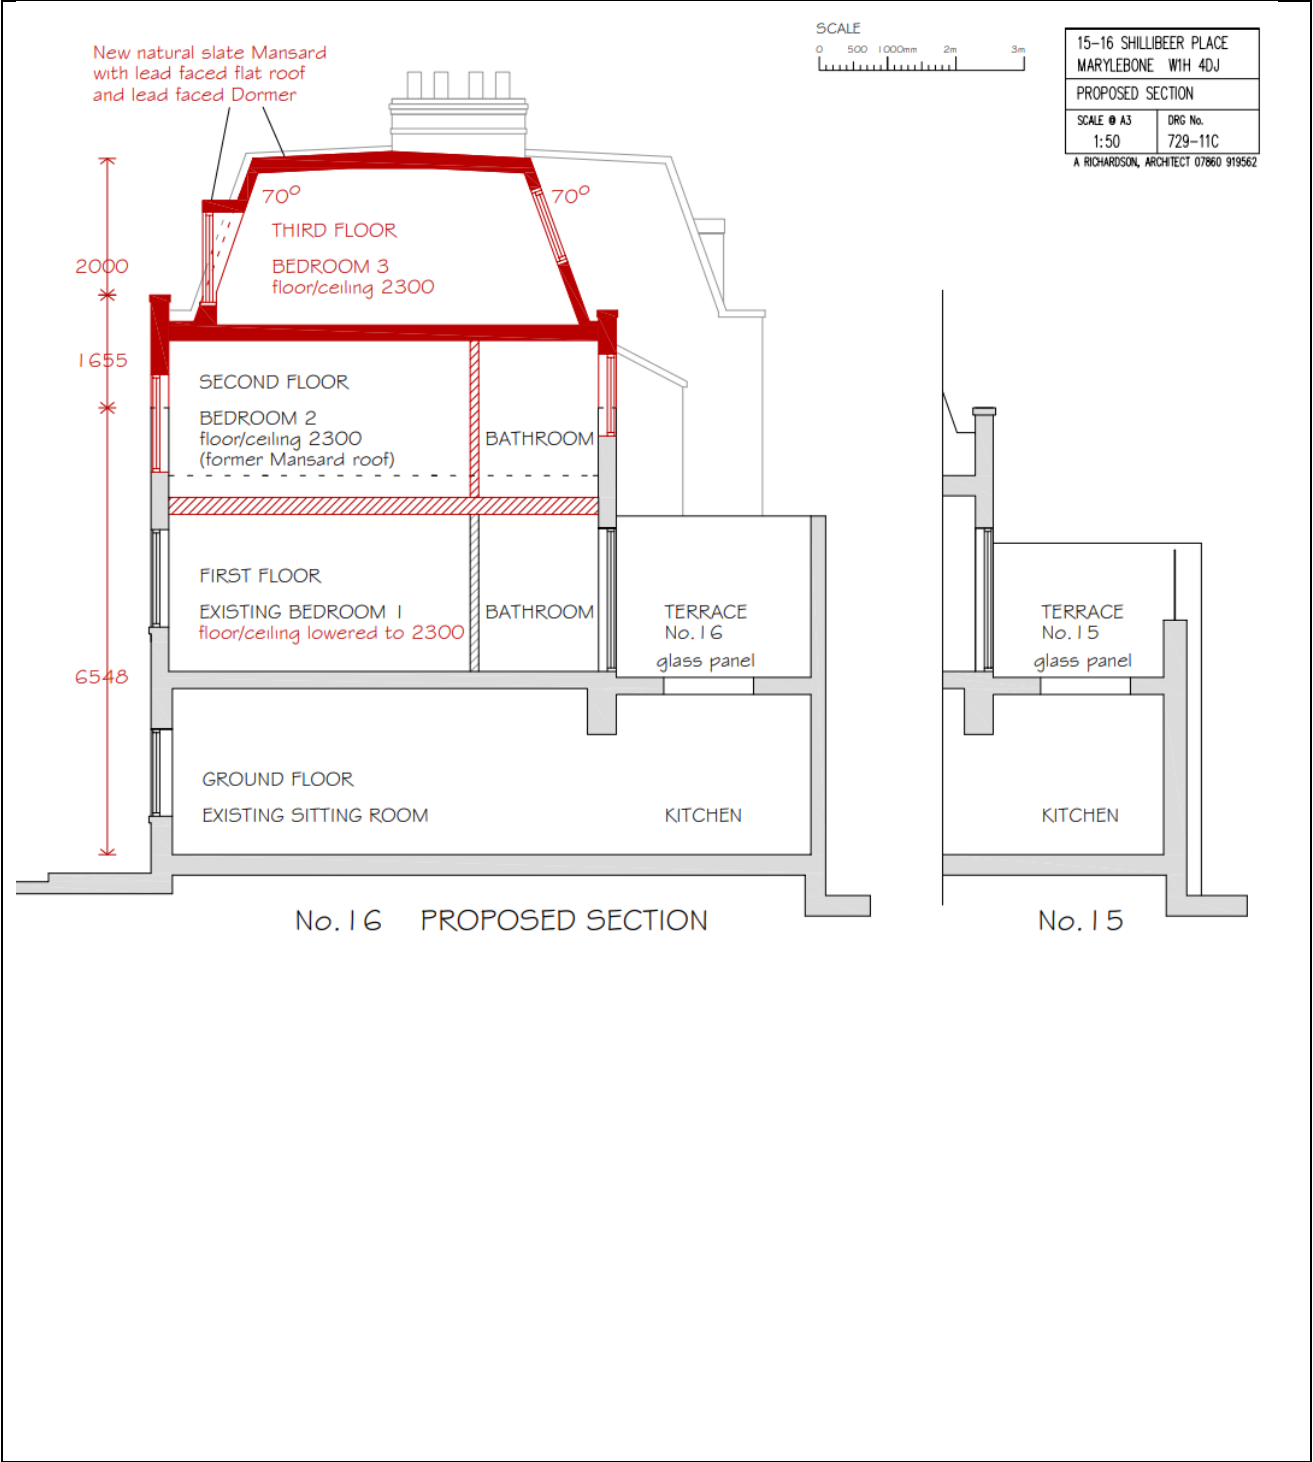 SCALE
0 500 1000mm 2m 3m
15-16 SHILLIBEER PLACE
MARYLEBONE W1H 4DJ
PROPOSED SECTION
SCALE @ A3
1:50
DRG No.
729-11C
A RICHARDSON, ARCHITECT 07860 919562
New natural slate Mansard
with lead faced flat roof
and lead faced Dormer
70º
70º
THIRD FLOOR
BEDROOM 3
floor/ceiling 2300
2000
1655
6548
SECOND FLOOR
BEDROOM 2
floor/ceiling 2300
(former Mansard roof)
BATHROOM
FIRST FLOOR
EXISTING BEDROOM 1
floor/ceiling lowered to 2300
BATHROOM
TERRACE
No.16
glass panel
TERRACE
No.15
glass panel
GROUND FLOOR
EXISTING SITTING ROOM
KITCHEN
KITCHEN
No.16 PROPOSED SECTION
No.15